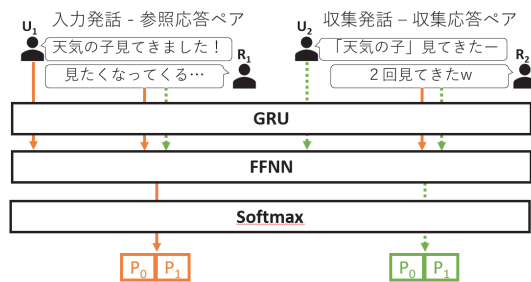 入力発話 - 参照応答ペア
収集発話 – 収集応答ペア
U1
天気の子見てきました！
見たくなってくる…
R1
U2
「天気の子」見てきたー
２回見てきたw
R2
GRU
FFNN
Softmax
P0 P1
P0 P1